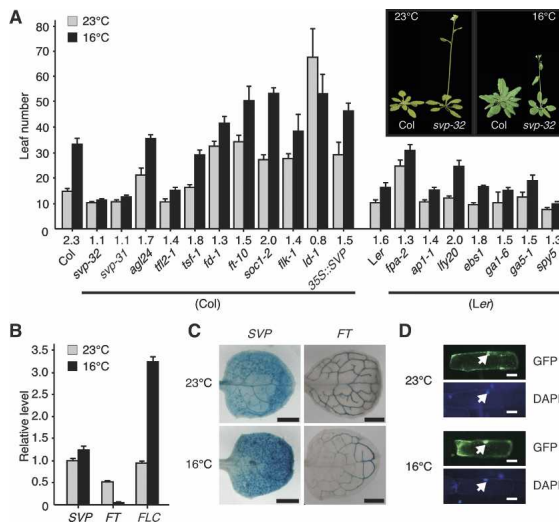 A
23°C
16°C
Leaf number
80
70
60
50
40
30
20
10
2.3 1.1 1.1 1.7 1.4 1.8 1.3 1.5 2.0 1.4 0.8 1.5 1.6 1.3 1.4 2.0 1.8 1.5 1.5 1.3
Col svp-32 svp-31 agl24 tfl2-1 tsf-1 fd-1 ft-10 soc1-2 flk-1 ld-1 35S::SVP Ler fpa-2 ap1-1 lfy20 ebs1 ga1-6 ga5-1 spy5
(Col) (Ler)
23°C 16°C
Col svp-32 Col svp-32
B
23°C
16°C
Relative level
3.5
3.0
2.5
2.0
1.5
1.0
0.5
0
SVP FT FLC
C
SVP FT
23°C
16°C
D
23°C
GFP
DAPI
16°C
GFP
DAPI